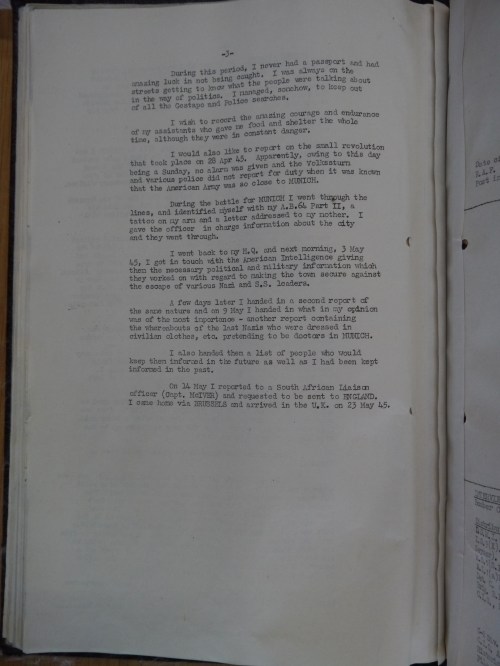 -3-
During this period, I never had a passport and had
amazing luck in not being caught. I was always on the
streets getting to know what the people were talking about
in the way of politics. I managed, somehow, to keep out
of all the Gestapo and Police searches.
I wish to record the amazing courage and endurance
of my assistants who gave me food and shelter the whole
time, although they were in constant danger.
I would also like to report on the small revolution
that took place on 28 Apr 45. Apparently, owing to this day
being a Sunday, an alarm was given and the Volksturm
and various police did not report for duty when it was known
that the American Army was so close to MUNICH.
During the battle for MUNICH I went through the
lines, and identified myself with my A.B.64 Part II, a
tattoo on my arm and a letter addressed to my mother. I
gave the officer in charge information about the city
and they went through.
I went back to my H.Q. and next morning, 3 May
45, I got in touch with the American Intelligence giving
them the necessary political and military information which
they worked on with regard to making the town secure against
the escape of various Nazi and S.S. leaders.
A few days later I handed in a second report of
the same nature and on 9 May I handed in what in my opinion
was of the most importance - another report containing
the whereabouts of the last Nazis who were dressed in
civilian clothes, etc. pretending to be doctors in MUNICH.
I also handed them a list of people who would
keep them informed in the future as well as I had been kept
informed in the past.
On 14 May I reported to a South African Liaison
officer (Capt. McIVER) and requested to be sent to ENGLAND.
I came home via BRUSSELS and arrived in the U.K. on 23 May 45.